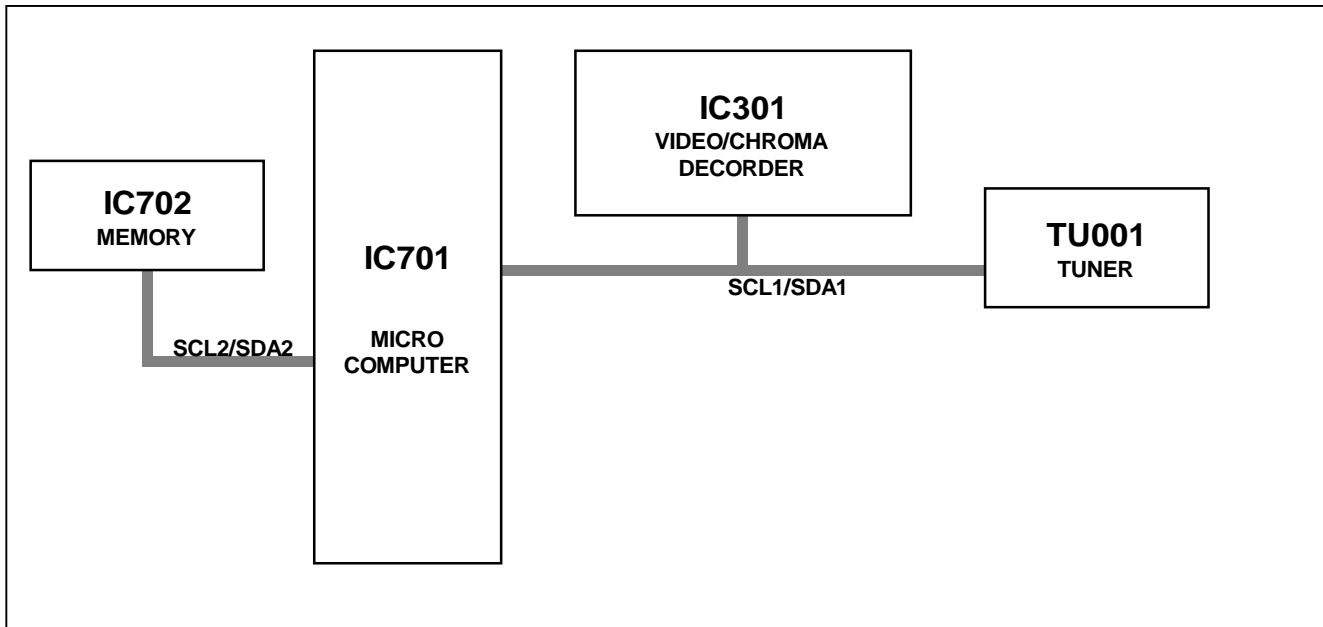 IC702
MEMORY
SCL2/SDA2
IC701
MICRO
COMPUTER
IC301
VIDEO/CHROMA
DECORDER
SCL1/SDA1
TU001
TUNER